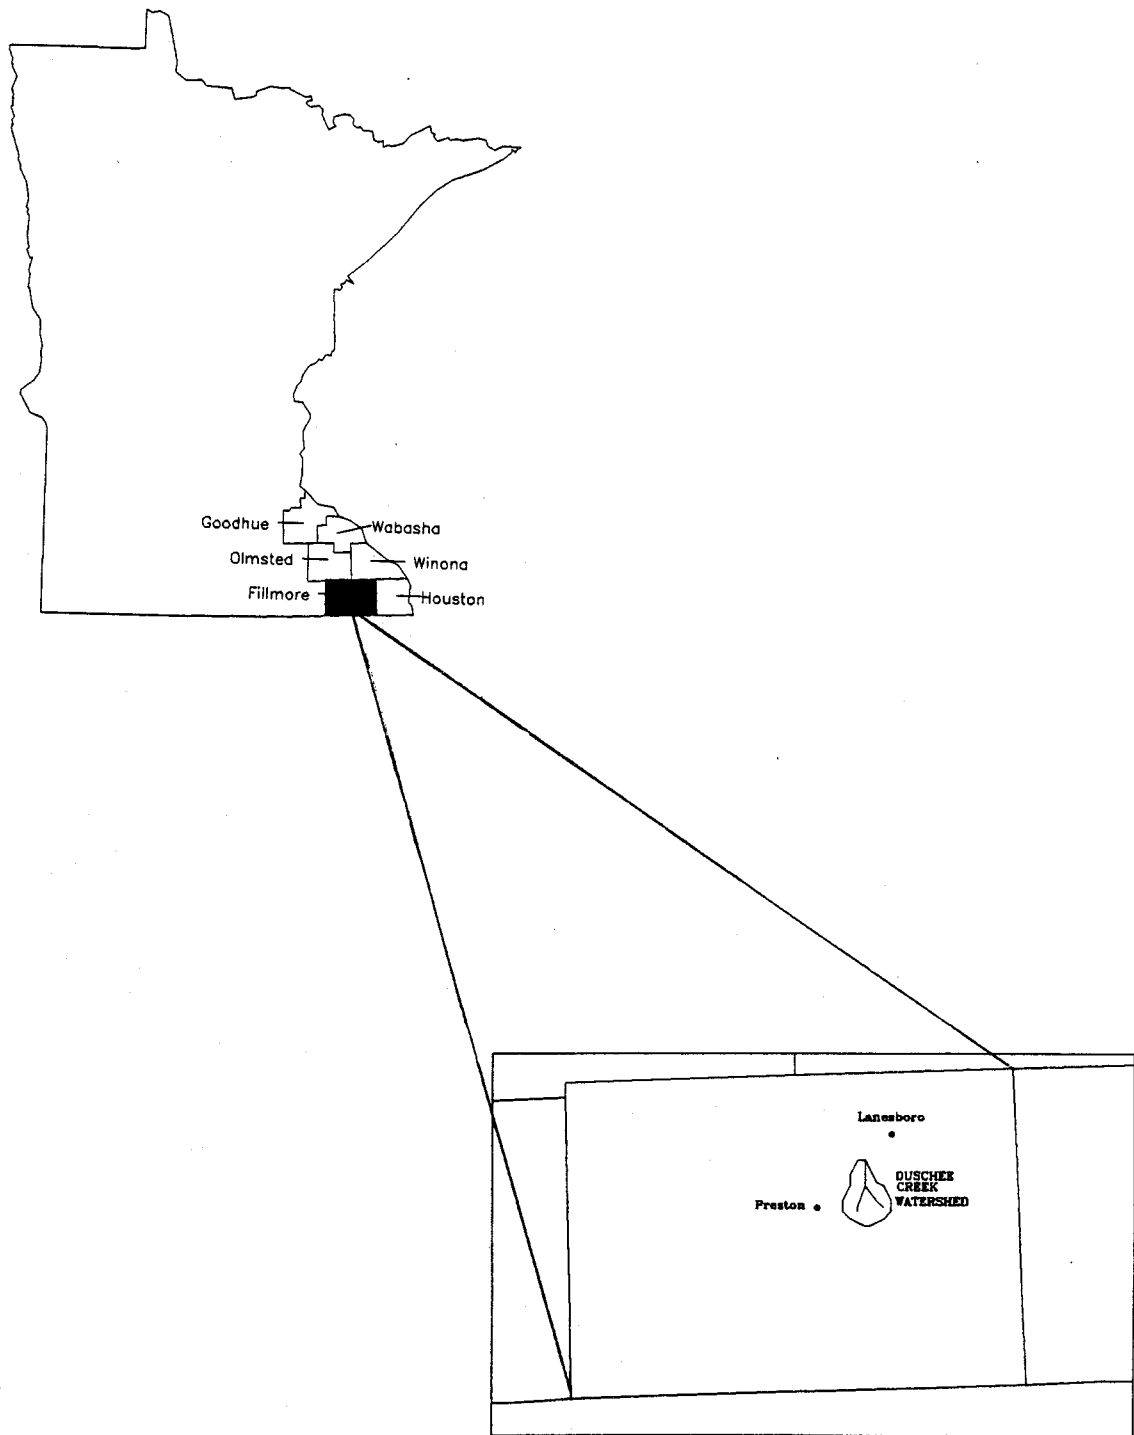 Goodhue
Wabasha
Olmsted
Winona
Fillmore
Houston
Lanesboro
DUSCHEE
CREEK
WATERSHED
Preston